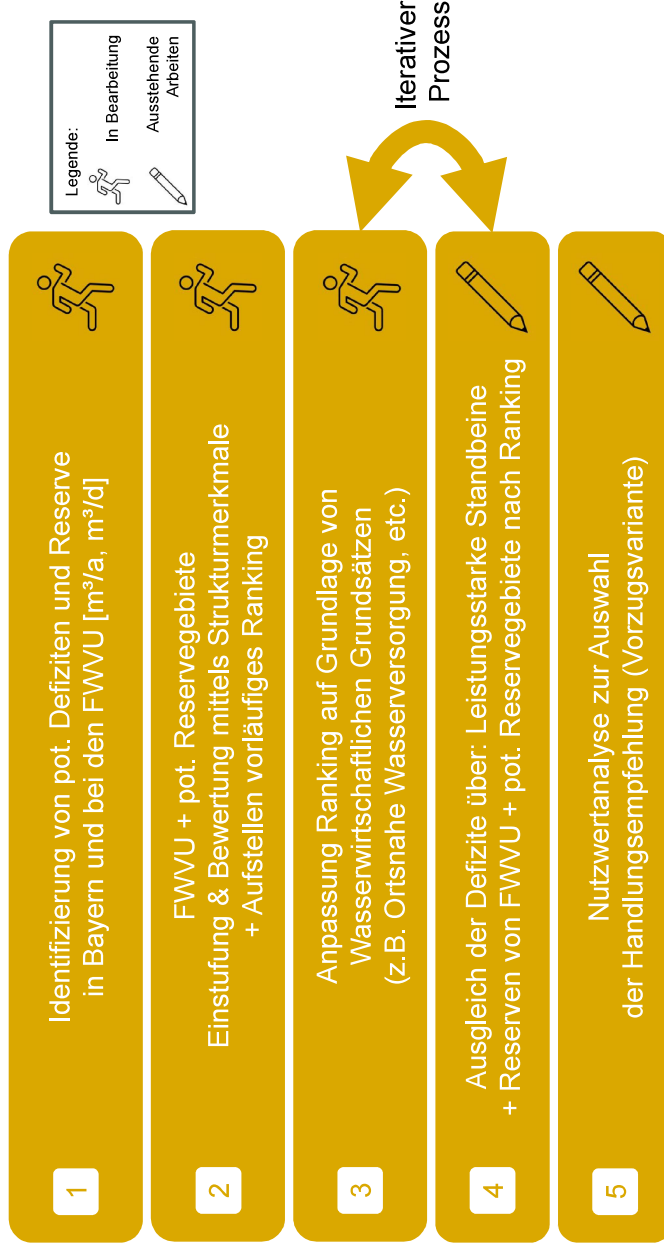 1
Identifizierung von pot. Defiziten und Reserve
in Bayern und bei den FWVU [m³/a, m³/d]
2
FWVU + pot. Reservegebiete
Einstufung & Bewertung mittels Strukturmerkmale
+ Aufstellen vorläufiges Ranking
3
Anpassung Ranking auf Grundlage von
Wasserwirtschaftlichen Grundsätzen
(z.B. Ortsnahe Wasserversorgung, etc.)
4
Ausgleich der Defizite über: Leistungsstarke Standbeine
+ Reserven von FWVU + pot. Reservegebiete nach Ranking
5
Nutzwertanalyse zur Auswahl
der Handlungsempfehlung (Vorzugsvariante)
Legende:
In Bearbeitung
Ausstehende
Arbeiten
Iterativer
Prozess